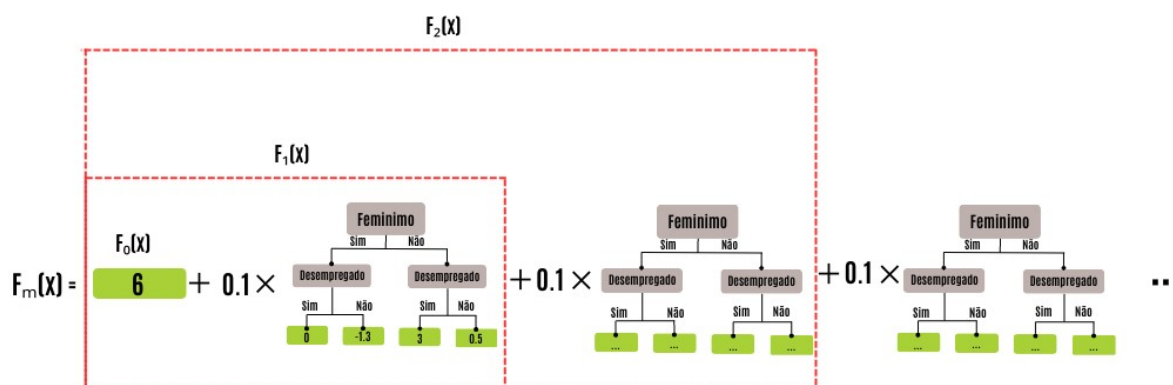 F₂(x)
F₁(x)
F₀(x)
Fₘ(x) = 6 + 0.1 ×
Feminimo
Sim Não
Desempregado Desempregado
Sim Não Sim Não
0 -1.3 3 0.5
+ 0.1 ×
Feminimo
Sim Não
Desempregado Desempregado
Sim Não Sim Não
... ... ... ...
+ 0.1 ×
Feminimo
Sim Não
Desempregado Desempregado
Sim Não Sim Não
... ... ... ...
..